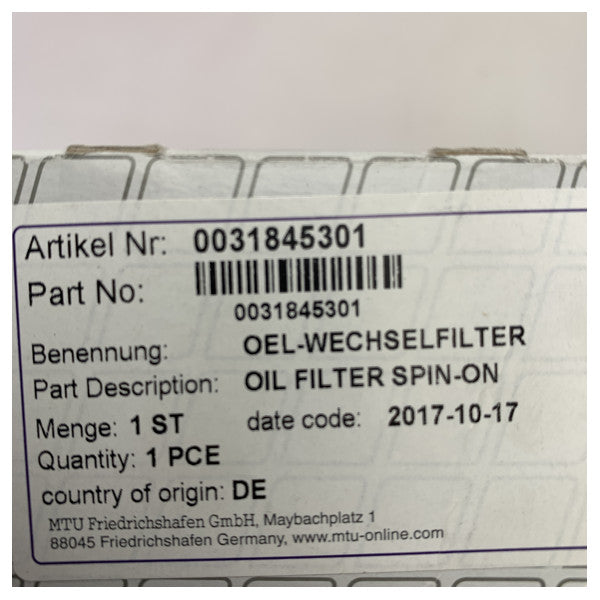 Artikel Nr: 0031845301
Part No:
0031845301
Benennung: OEL-WECHSELFILTER
Part Description: OIL FILTER SPIN-ON
Menge: 1 ST date code: 2017-10-17
Quantity: 1 PCE
country of origin: DE
MTU Friedrichshafen GmbH, Maybachplatz 1
88045 Friedrichshafen Germany, www.mtu-online.com